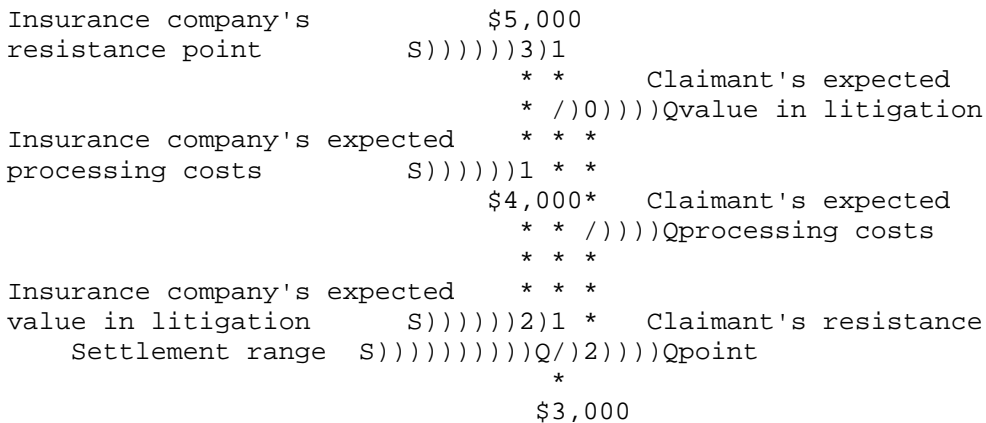 Insurance company's $5,000
resistance point S))))))3)1
* * Claimant's expected
* /)0))))Qvalue in litigation
Insurance company's expected * * *
processing costs S))))))1 * *
$4,000* Claimant's expected
* * /))))Qprocessing costs
* * *
Insurance company's expected * * *
value in litigation S))))))2)1 * Claimant's resistance
Settlement range S))))))))))Q/)2))))Qpoint
*
$3,000